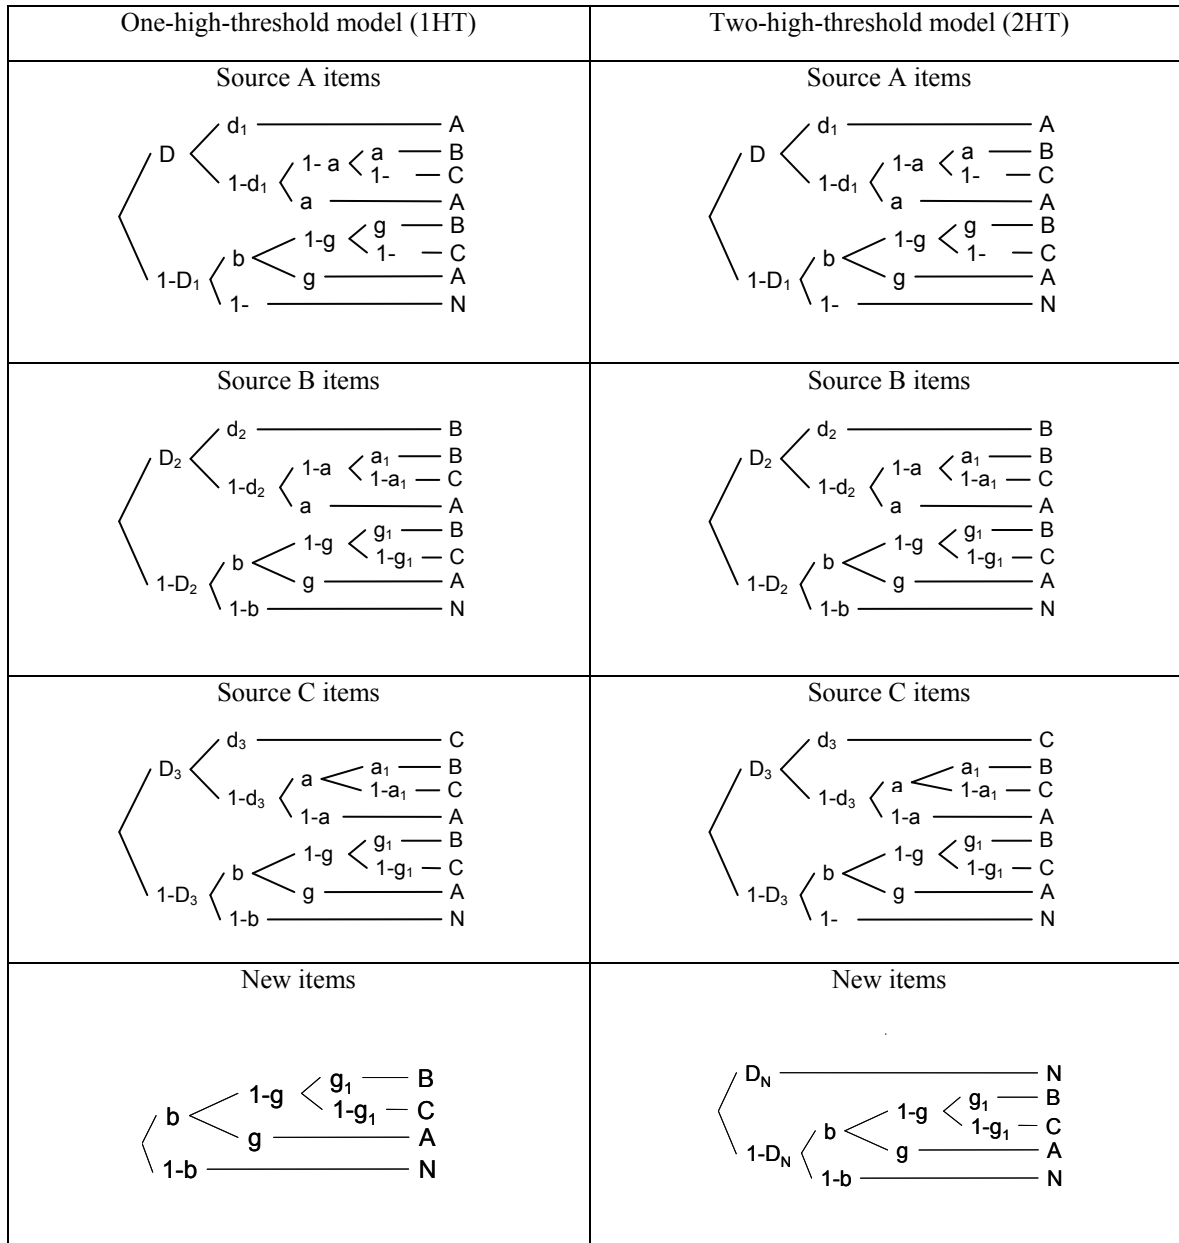 One-high-threshold model (1HT) Two-high-threshold model (2HT)
Source A items Source A items
d₁ A d₁ A
D 1- a a B D 1-a a B
1-d₁ 1- C 1-d₁ 1- C
a A a A
1-g g B 1-g g B
b 1- C b 1- C
1-D₁ g A 1-D₁ g A
1- N 1- N
Source B items Source B items
d₂ B d₂ B
D₂ 1-a a₁ B D₂ 1-a a₁ B
1-d₂ 1-a₁ C 1-d₂ 1-a₁ C
a A a A
1-g g₁ B 1-g g₁ B
b 1-g₁ C b 1-g₁ C
1-D₂ g A 1-D₂ g A
1-b N 1-b N
Source C items Source C items
d₃ C d₃ C
D₃ a a₁ B D₃ a a₁ B
1-d₃ 1-a₁ C 1-d₃ 1-a₁ C
1-a A 1-a A
1-g g₁ B 1-g g₁ B
b 1-g₁ C b 1-g₁ C
1-D₃ g A 1-D₃ g A
1-b N 1- N
New items New items
1-g g₁ B D_N N
b 1-g₁ C 1-g g₁ B
g A b 1-g₁ C
1-b N 1-D_N g A
1-b N